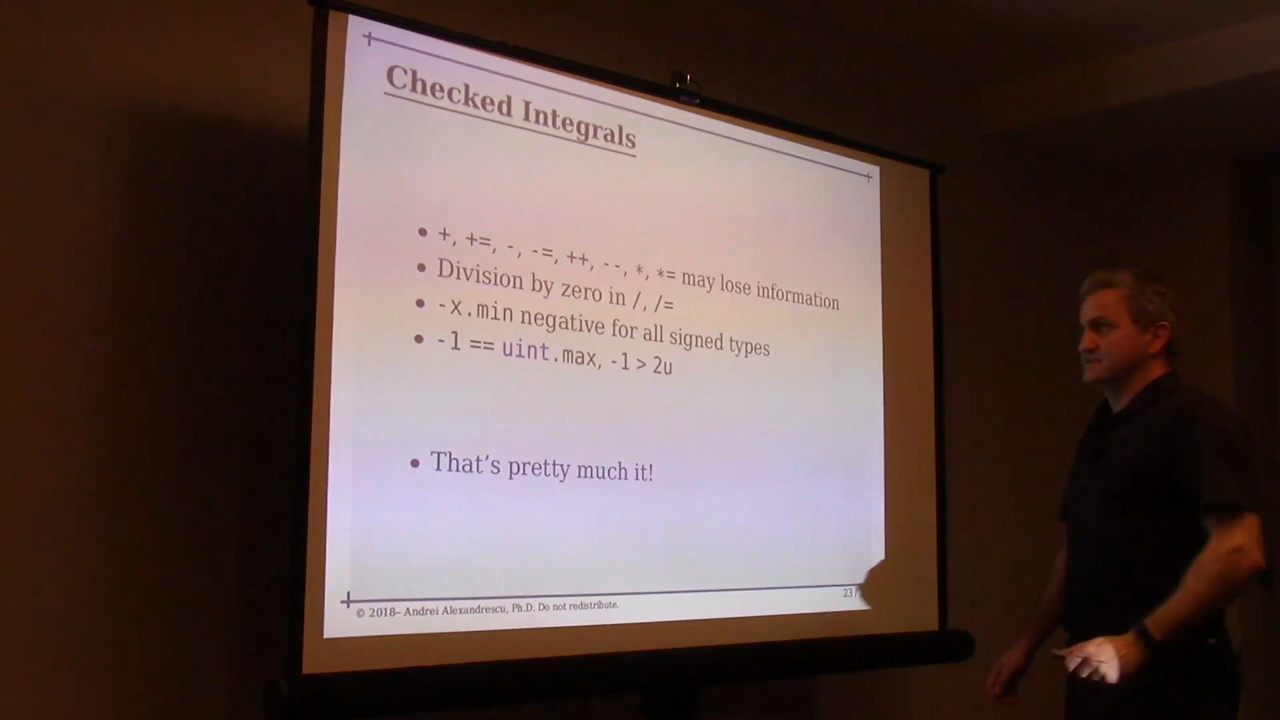 Checked Integrals
• +, +=, -, -=, ++, --, *, *= may lose information
• Division by zero in /, /=
• -x.min negative for all signed types
• -1 == uint.max, -1 > 2u
• That's pretty much it!
© 2018– Andrei Alexandrescu, Ph.D. Do not redistribute.
23/